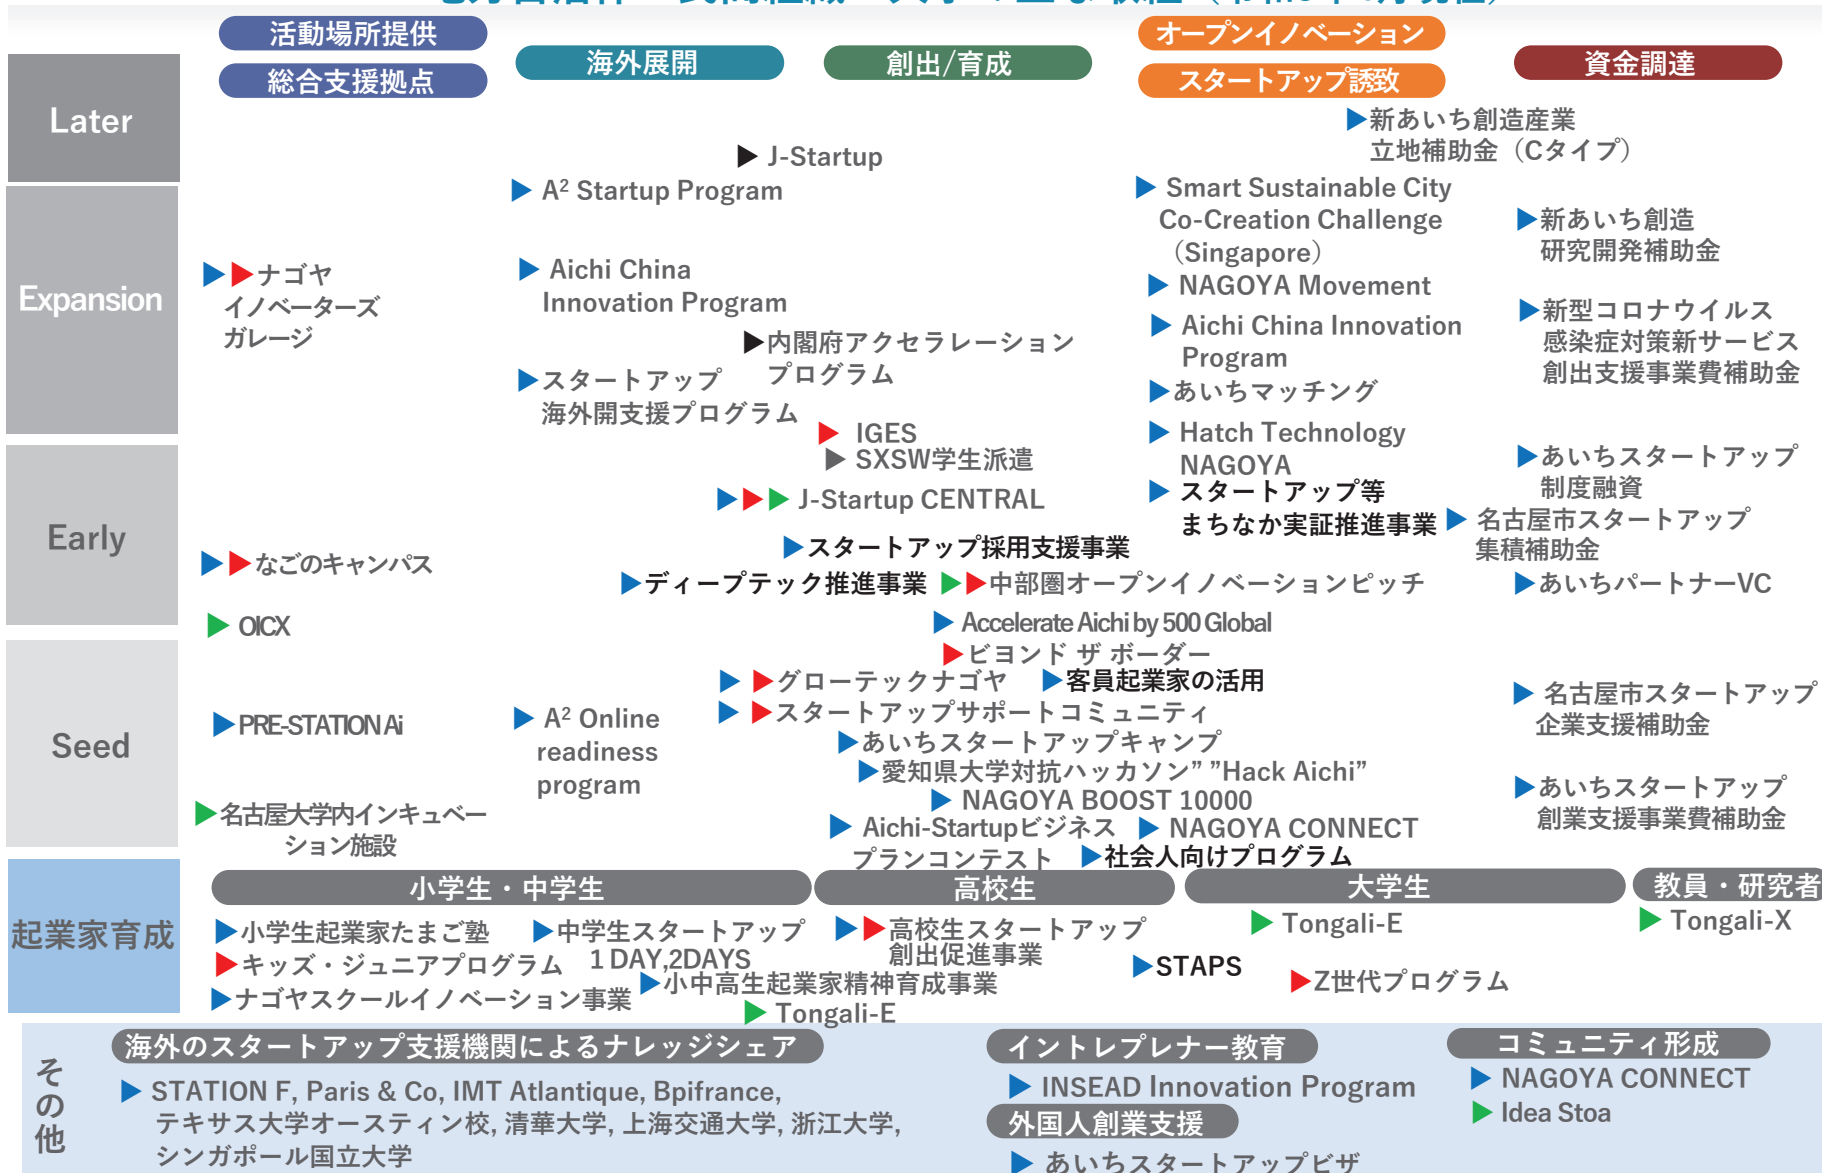 活動場所提供
総合支援拠点
海外展開
創出/育成
オープンイノベーション
スタートアップ誘致
資金調達
Later
▶新あいち創造産業
立地補助金（Cタイプ）
▶ J-Startup
▶ A² Startup Program
Expansion
▶▶ナゴヤ
イノベーターズ
ガレージ
▶ Aichi China
Innovation Program
▶内閣府アクセラレーション
プログラム
▶スタートアップ
海外開支援プログラム
▶ IGES
▶ SXSW学生派遣
▶ Smart Sustainable City
Co-Creation Challenge
（Singapore）
▶ NAGOYA Movement
▶ Aichi China Innovation
Program
▶あいちマッチング
▶ Hatch Technology
NAGOYA
▶新あいち創造
研究開発補助金
▶新型コロナウイルス
感染症対策新サービス
創出支援事業費補助金
Early
▶▶なごのキャンパス
▶ OICX
▶▶▶ J-Startup CENTRAL
▶スタートアップ採用支援事業
▶ディープテック推進事業
▶▶中部圏オープンイノベーションピッチ
▶ Accelerate Aichi by 500 Global
▶ビヨンド ザ ボーダー
▶ スタートアップ等
まちなか実証推進事業
▶あいちスタートアップ
制度融資
▶ 名古屋市スタートアップ
集積補助金
▶あいちパートナーVC
Seed
▶PRE-STATION Ai
▶名古屋大学内インキュベー
ション施設
▶ A² Online
readiness
program
▶ ▶グローテックナゴヤ
▶客員起業家の活用
▶ ▶スタートアップサポートコミュニティ
▶あいちスタートアップキャンプ
▶愛知県大学対抗ハッカソン” ”Hack Aichi”
▶ NAGOYA BOOST 10000
▶ Aichi-Startupビジネス
プランコンテスト
▶ NAGOYA CONNECT
▶社会人向けプログラム
▶ 名古屋市スタートアップ
企業支援補助金
▶あいちスタートアップ
創業支援事業費補助金
起業家育成
小学生・中学生
高校生
大学生
教員・研究者
▶小学生起業家たまご塾
▶中学生スタートアップ
1 DAY,2DAYS
▶キッズ・ジュニアプログラム
▶ナゴヤスクールイノベーション事業
▶小中高生起業家精神育成事業
▶ Tongali-E
▶▶高校生スタートアップ
創出促進事業
▶STAPS
▶ Tongali-E
▶Z世代プログラム
▶ Tongali-X
その他
海外のスタートアップ支援機関によるナレッジシェア
▶ STATION F, Paris & Co, IMT Atlantique, Bpifrance,
テキサス大学オースティン校, 清華大学, 上海交通大学, 浙江大学,
シンガポール国立大学
イントレプレナー教育
▶ INSEAD Innovation Program
外国人創業支援
▶ あいちスタートアップビザ
コミュニティ形成
▶ NAGOYA CONNECT
▶ Idea Stoa